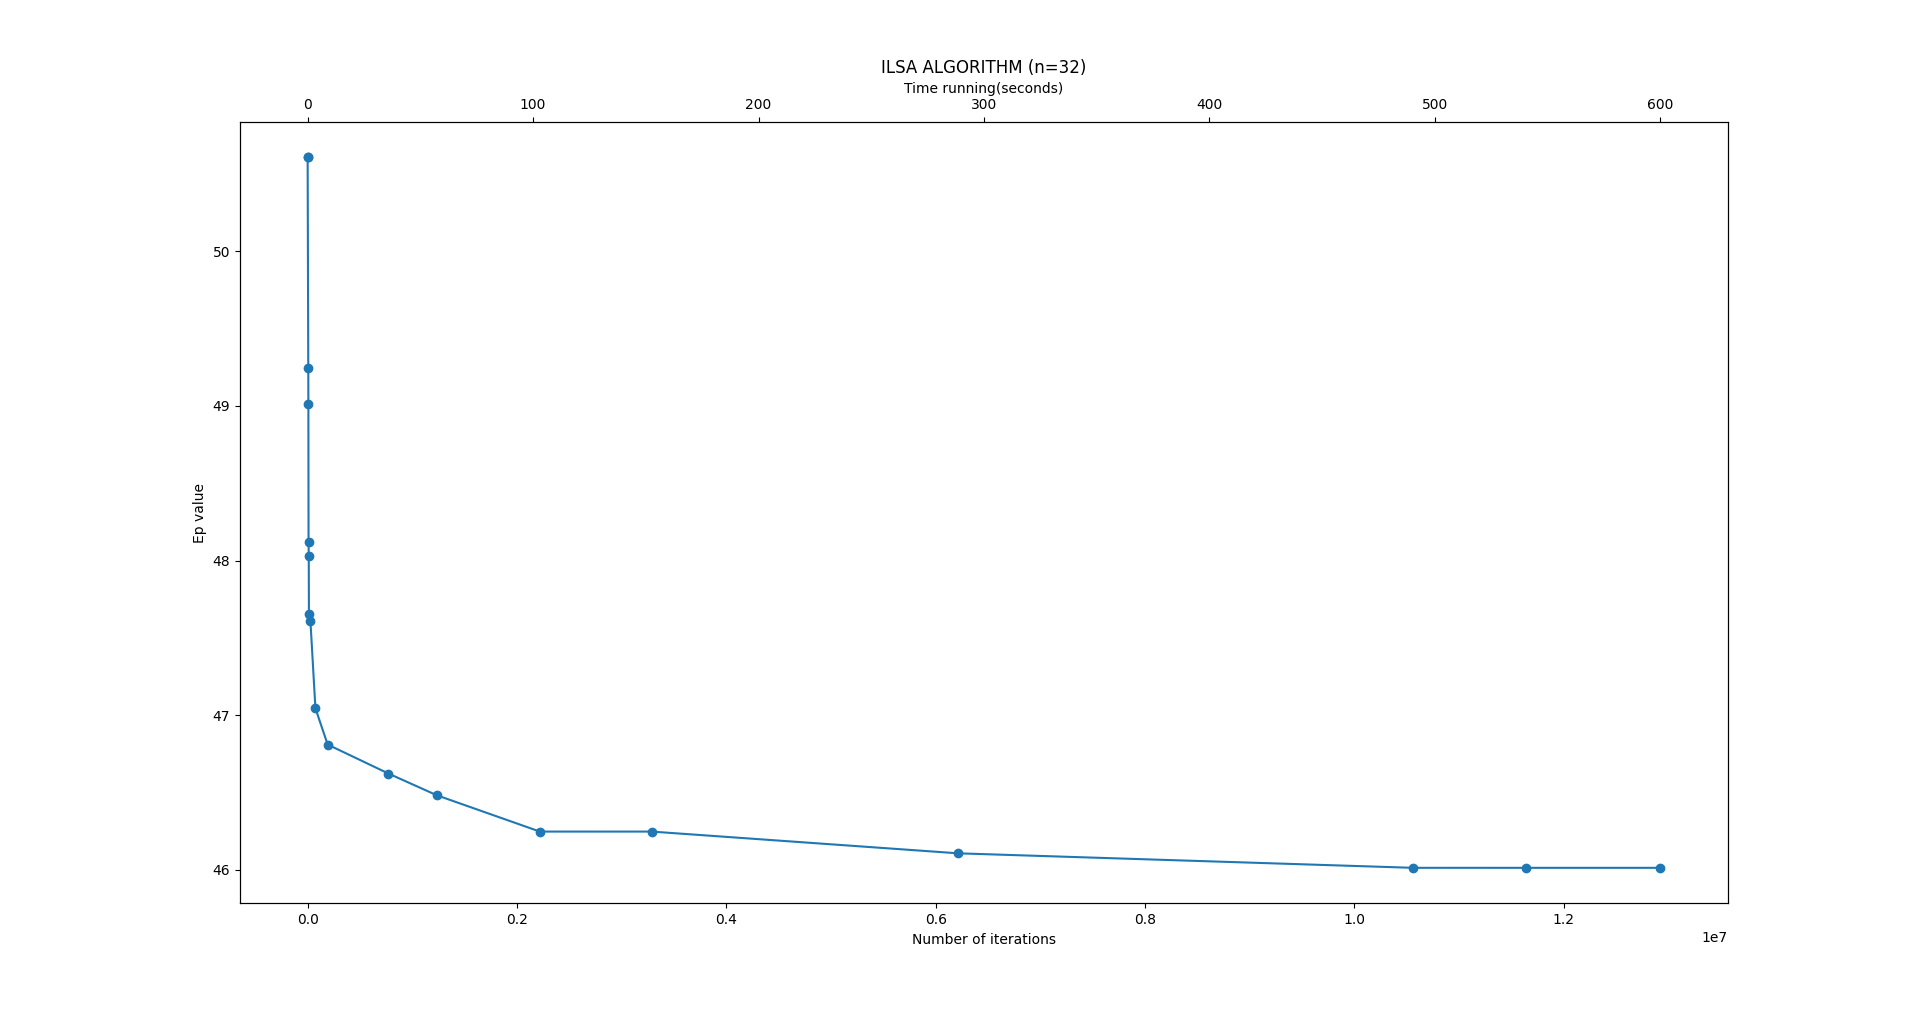 ILSA ALGORITHM (n=32)
Time running(seconds)
0 100 200 300 400 500 600
50
49
48
47
46
Ep value
0.0 0.2 0.4 0.6 0.8 1.0 1.2
Number of iterations
1e7